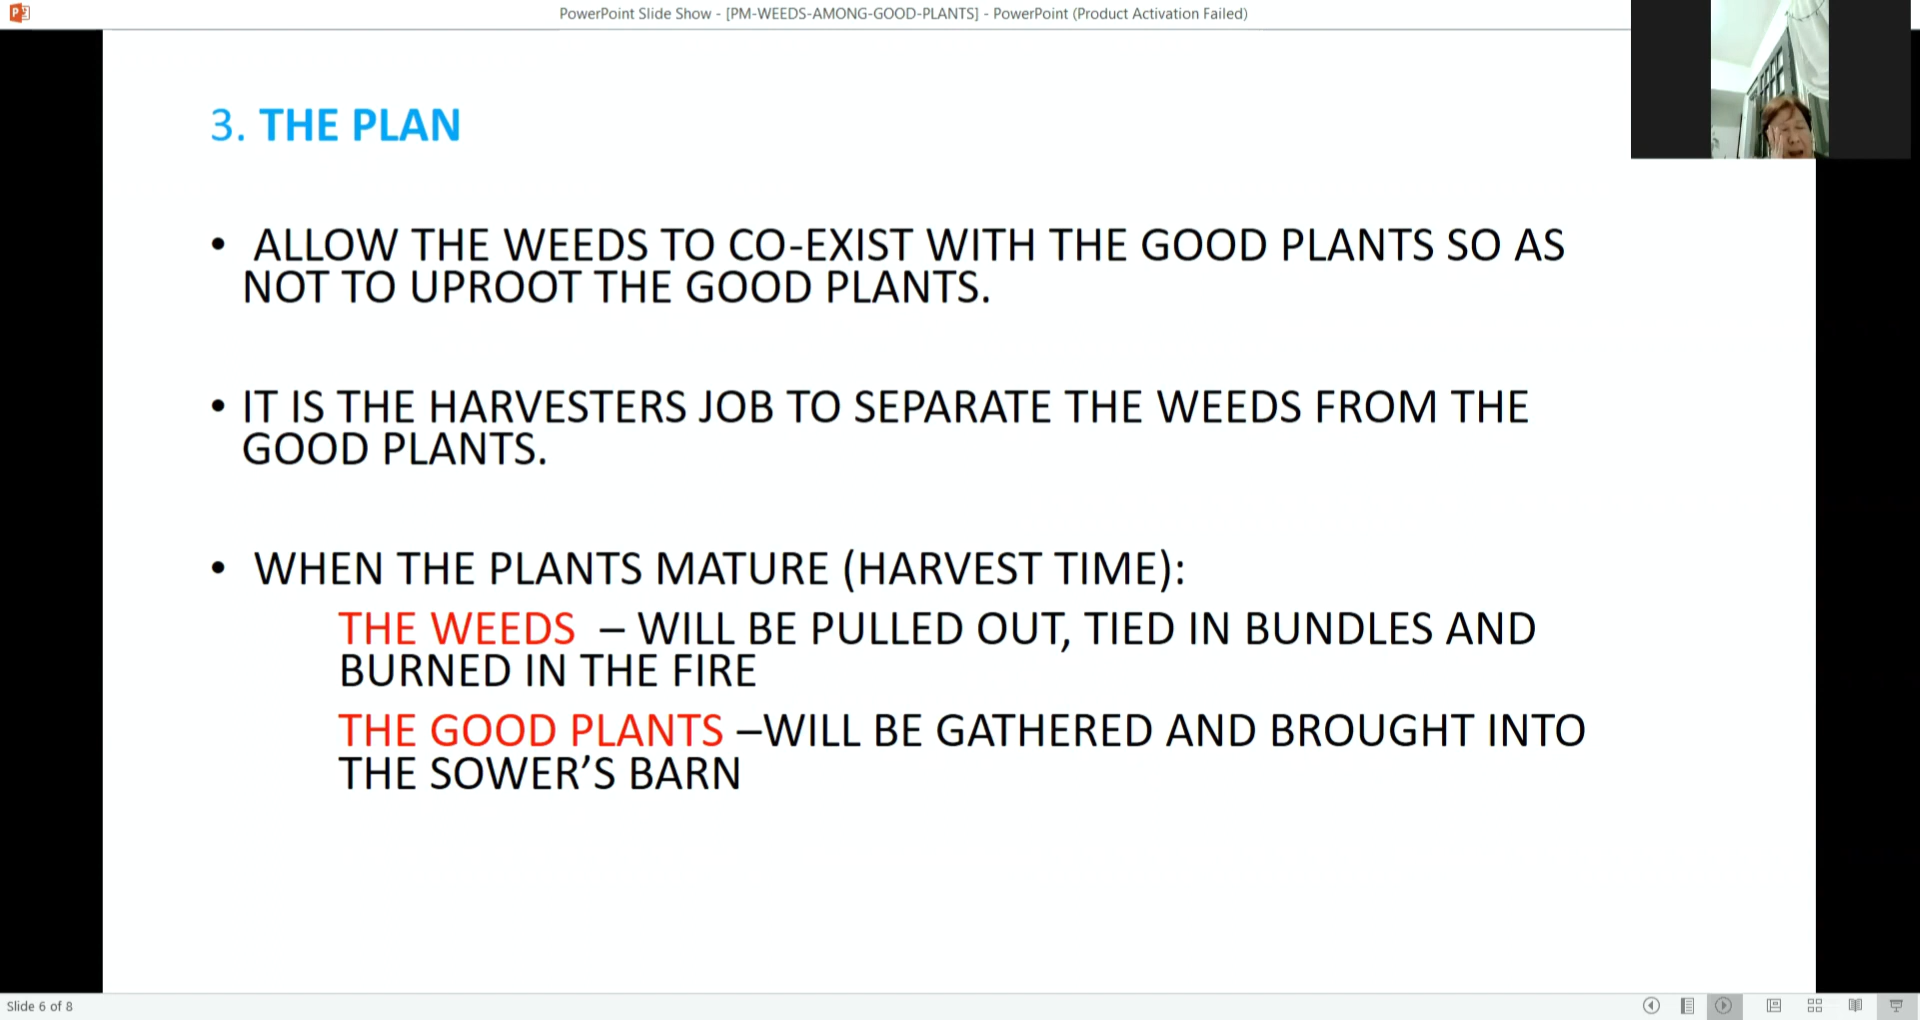 PowerPoint Slide Show - [PM-WEEDS-AMONG-GOOD-PLANTS] - PowerPoint (Product Activation Failed)
3. THE PLAN
• ALLOW THE WEEDS TO CO-EXIST WITH THE GOOD PLANTS SO AS
NOT TO UPROOT THE GOOD PLANTS.
• IT IS THE HARVESTERS JOB TO SEPARATE THE WEEDS FROM THE
GOOD PLANTS.
• WHEN THE PLANTS MATURE (HARVEST TIME):
THE WEEDS – WILL BE PULLED OUT, TIED IN BUNDLES AND
BURNED IN THE FIRE
THE GOOD PLANTS –WILL BE GATHERED AND BROUGHT INTO
THE SOWER’S BARN
Slide 6 of 8